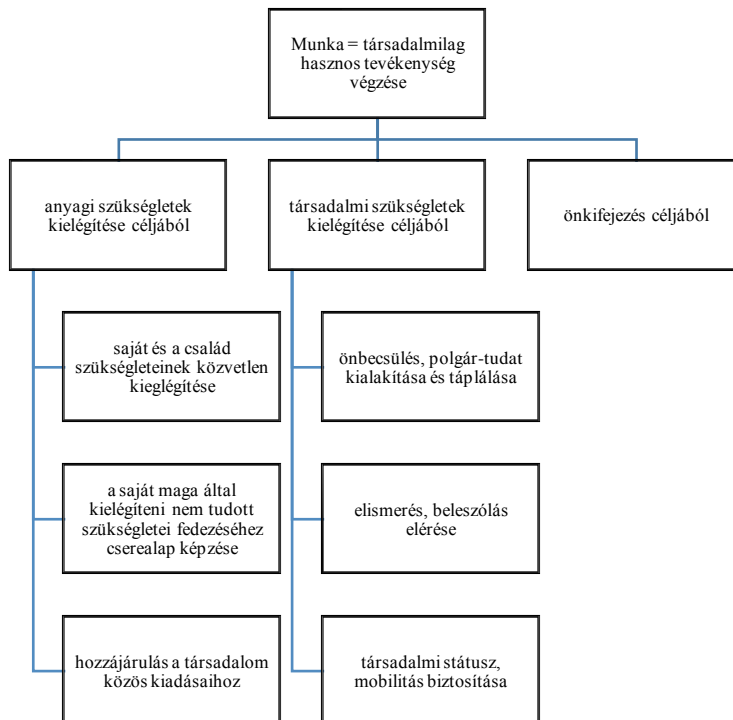 Munka = társadalmilag
hasznos tevékenység
végzése
anyagi szükségletek
kielégítése céljából
társadalmi szükségletek
kielégítése céljából
önkifejezés céljából
saját és a család
szükségleteinek közvetlen
kieglégítése
önbecsülés, polgár-tudat
kialakítása és táplálása
a saját maga által
kielégíteni nem tudott
szükségletei fedezéséhez
cserealap képzése
elismerés, beleszólás
elérése
hozzájárulás a társadalom
közös kiadásaihoz
társadalmi státusz,
mobilitás biztosítása